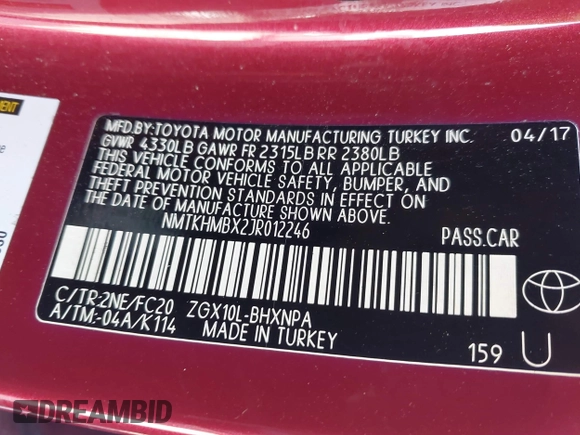 MFD.BY:TOYOTA MOTOR MANUFACTURING TURKEY INC. 04/17
GVWR 4330LB GAWR FR 2315LB RR 2380LB
THIS VEHICLE CONFORMS TO ALL APPLICABLE
FEDERAL MOTOR VEHICLE SAFETY, BUMPER, AND
THEFT PREVENTION STANDARDS IN EFFECT ON
THE DATE OF MANUFACTURE SHOWN ABOVE.
NMTKHMBX2JR012246 PASS.CAR
C/TR:2NE/FC20 ZGX10L-BHXNPA
A/TM:-04A/K114 MADE IN TURKEY
159 U
DREAMBID